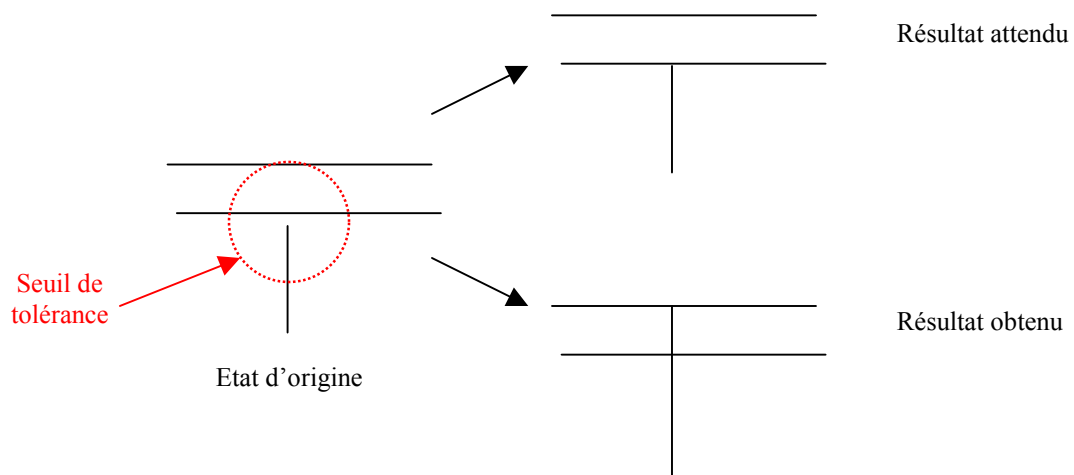 Résultat attendu
Seuil de
tolérance
Résultat obtenu
Etat d’origine